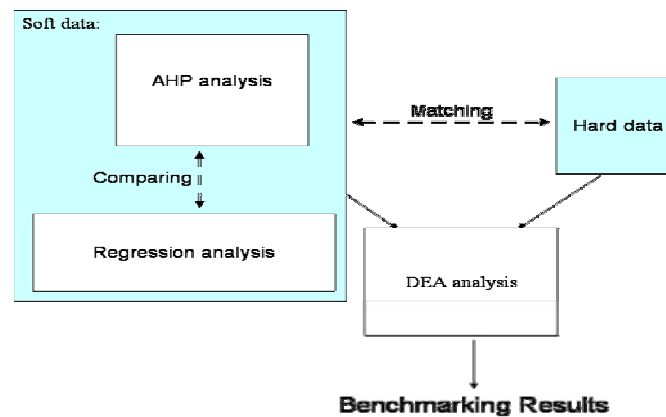 Soft data:
AHP analysis
Matching
Hard data
Comparing
Regression analysis
DEA analysis
Benchmarking Results